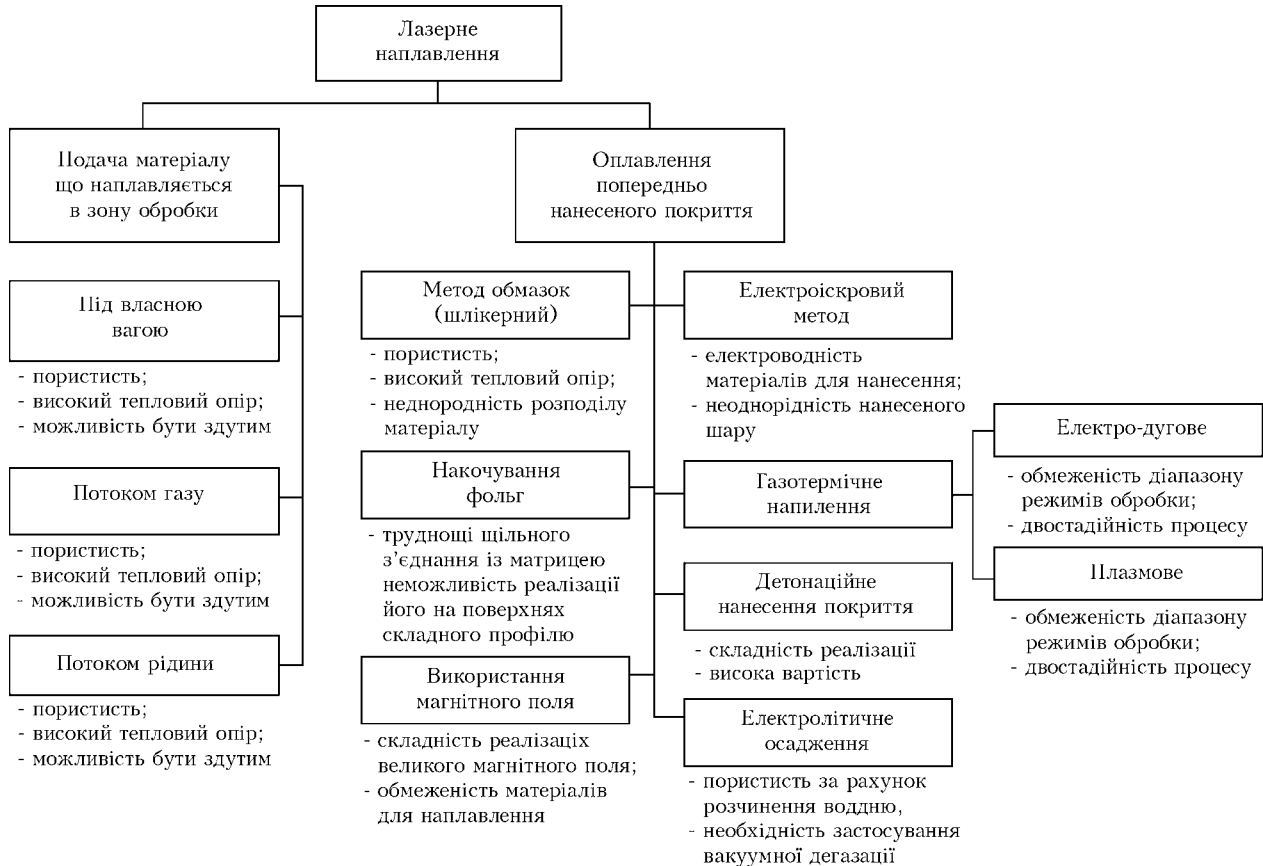 Лазерне
наплавлення
Подача матеріалу
що наплавляється
в зону обробки
Під власною
вагою
- пористисть;
- високий тепловий опір;
- можливість бути здутим
Потоком газу
- пористисть;
- високий тепловий опір;
- можливість бути здутим
Потоком рідини
- пористисть;
- високий тепловий опір;
- можливість бути здутим
Оплавлення
попередньо
нанесеного покриття
Метод обмазок
(шлікерний)
- пористисть;
- високий тепловий опір;
- неднородність розподілу
матеріалу
Накочування
фольг
- труднощі щільного
з’єднання із матрицею
неможливість реалізації
його на поверхнях
складного профілю
Використання
магнітного поля
- складність реалізаціх
великого магнітного поля;
- обмеженість матеріалів
для наплавлення
Електроіскровий
метод
- електроводність
матеріалів для нанесення;
- неоднорідність нанесеного
шару
Газотермічне
напилення
Детонаційне
нанесення покриття
- складність реалізації
- висока вартість
Електролітичне
осадження
- пористисть за рахунок
розчинення воддню,
- необхідність застосування
вакуумної дегазації
Електро-дугове
- обмеженість діапазону
режимів обробки;
- двостадійність процесу
Плазмове
- обмеженість діапазону
режимів обробки;
- двостадійність процесу